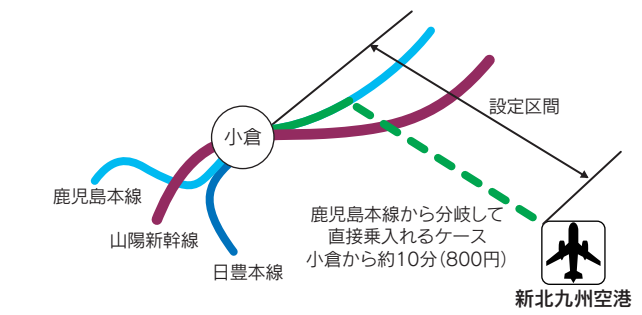 設定区間
小倉
鹿児島本線
山陽新幹線
日豊本線
鹿児島本線から分岐して
直接乗入れるケース
小倉から約10分(800円)
新北九州空港